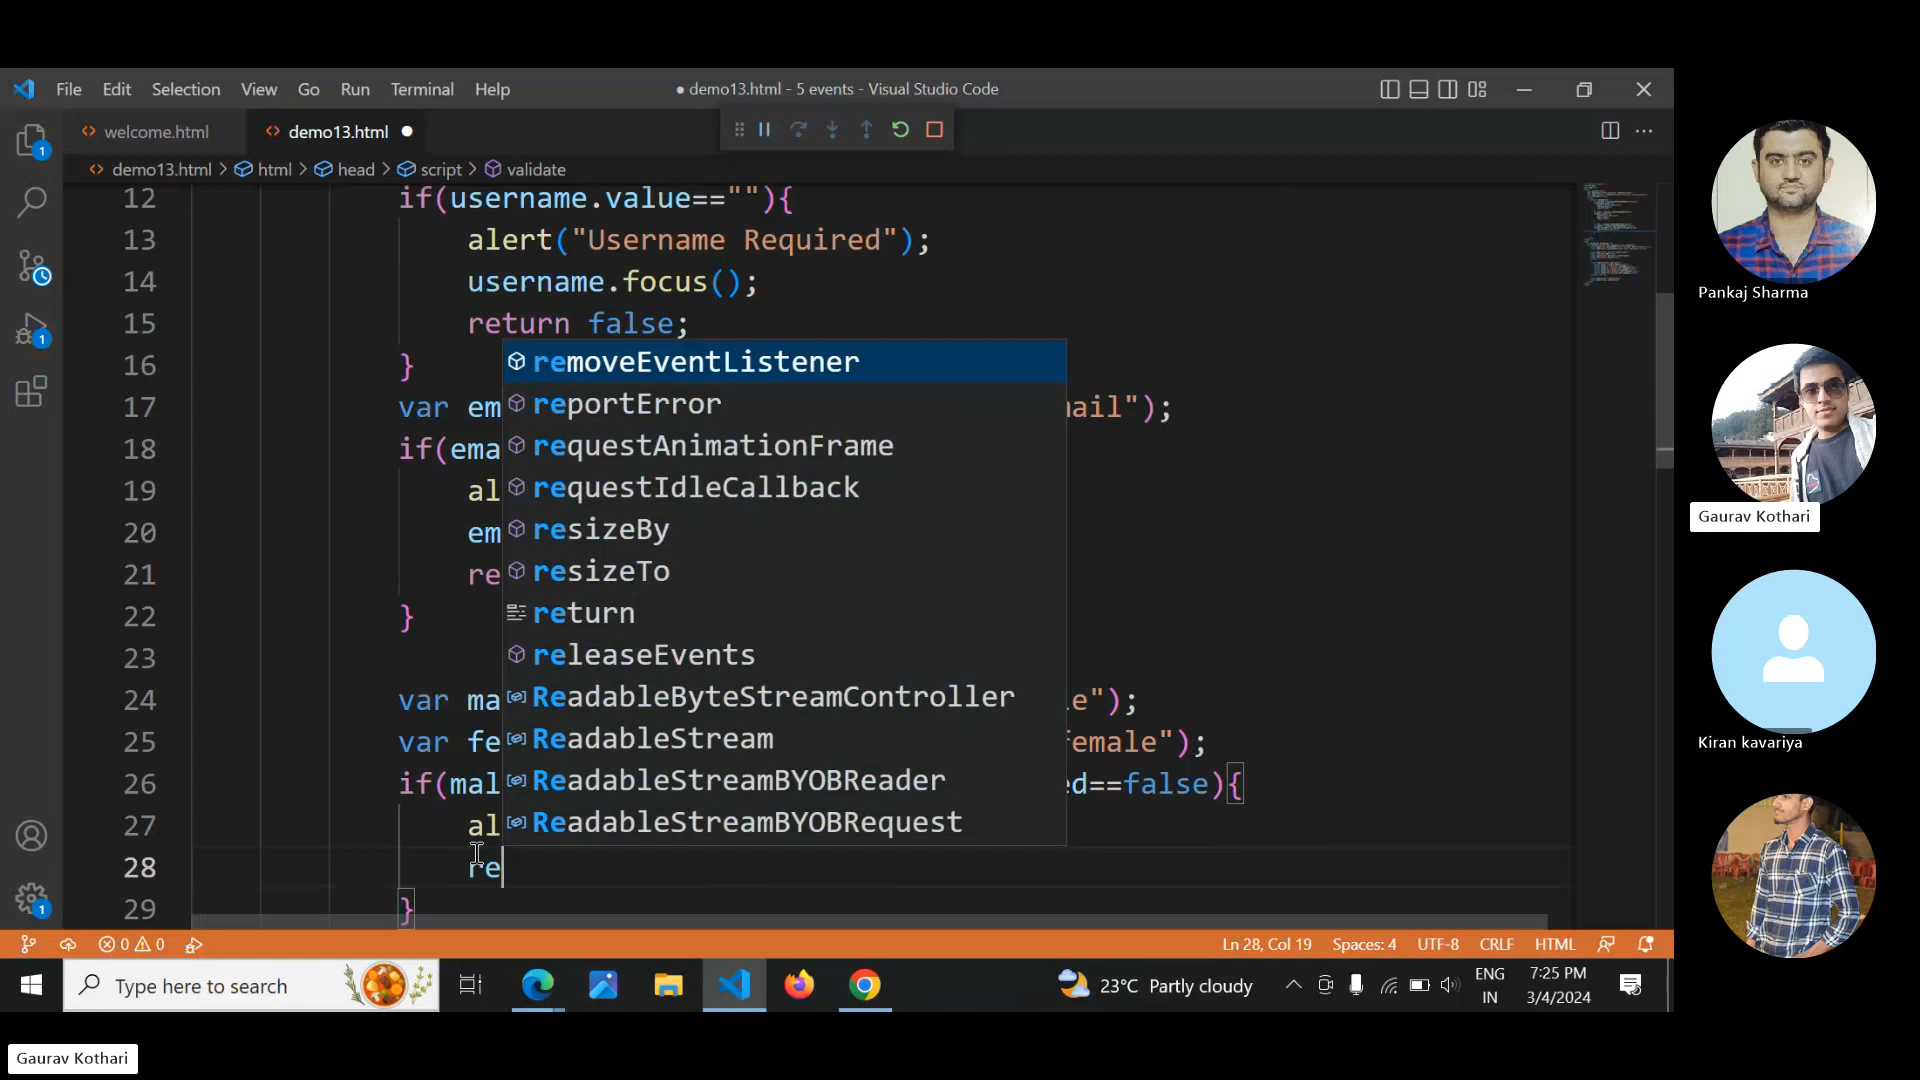 File Edit Selection View Go Run Terminal Help
● demo13.html - 5 events - Visual Studio Code
welcome.html
demo13.html ●
demo13.html > html > head > script > validate
12 if(username.value==""){
13 alert("Username Required");
14 username.focus();
15 return false;
16 }
17 var em ail");
18 if(ema
19 al
20 em
21 re
22 }
23
24 var ma le");
25 var fe female");
26 if(mal ed==false){
27 al
28 re
29 }
removeEventListener
reportError
requestAnimationFrame
requestIdleCallback
resizeBy
resizeTo
return
releaseEvents
ReadableByteStreamController
ReadableStream
ReadableStreamBYOBReader
ReadableStreamBYOBRequest
1
1
1
0 0
Ln 28, Col 19 Spaces: 4 UTF-8 CRLF HTML
Type here to search
23°C Partly cloudy
ENG
IN
7:25 PM
3/4/2024
Pankaj Sharma
Gaurav Kothari
Kiran kavariya
Gaurav Kothari